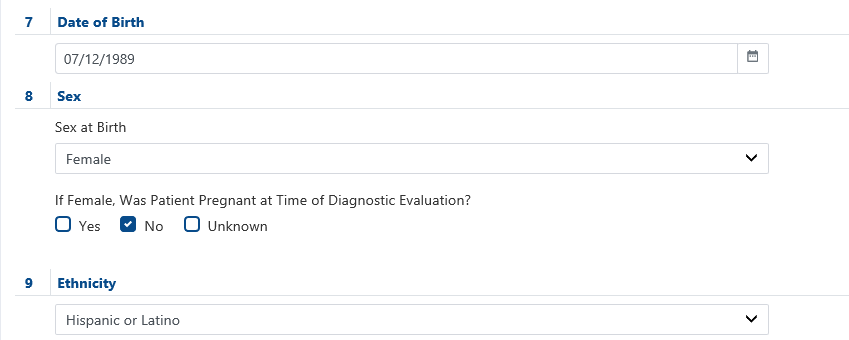 7 Date of Birth
07/12/1989
8 Sex
Sex at Birth
Female
If Female, Was Patient Pregnant at Time of Diagnostic Evaluation?
Yes No Unknown
9 Ethnicity
Hispanic or Latino